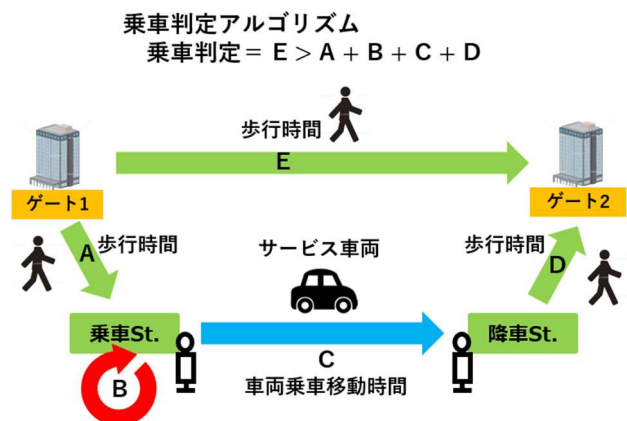 乗車判定アルゴリズム
乗車判定 = E > A + B + C + D
歩行時間
E
ゲート1
ゲート2
A 歩行時間
サービス車両
歩行時間
D
乗車St.
降車St.
B
C
車両乗車移動時間